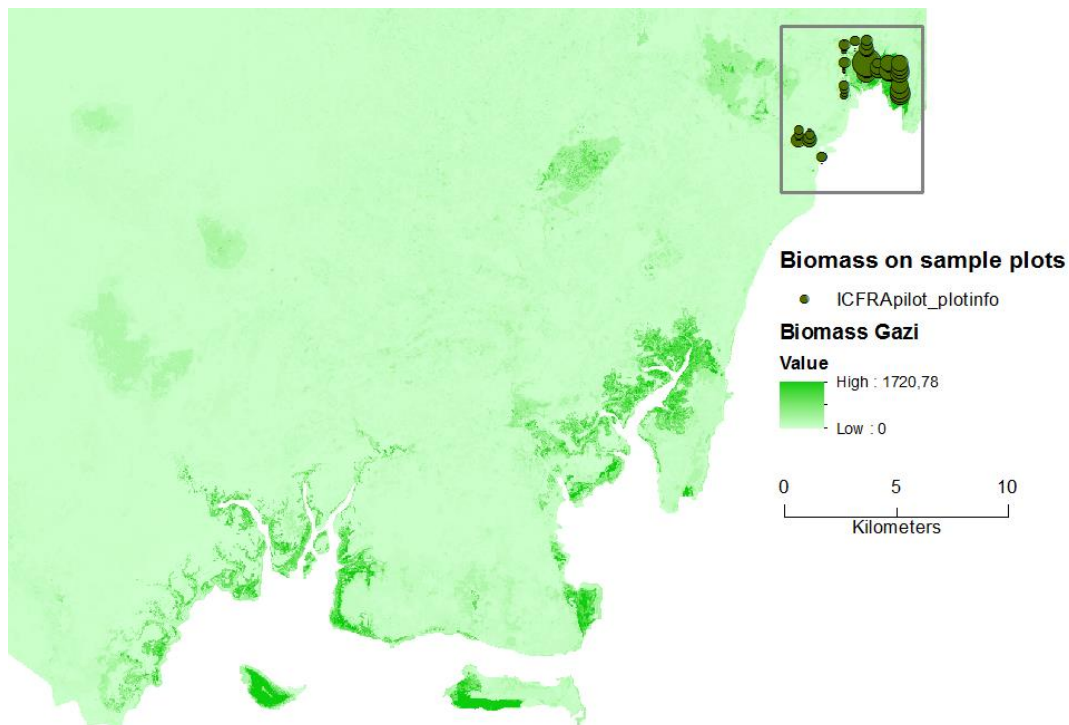 Biomass on sample plots
ICFRApilot_plotinfo
Biomass Gazi
Value
High : 1720,78
Low : 0
0 5 10
Kilometers